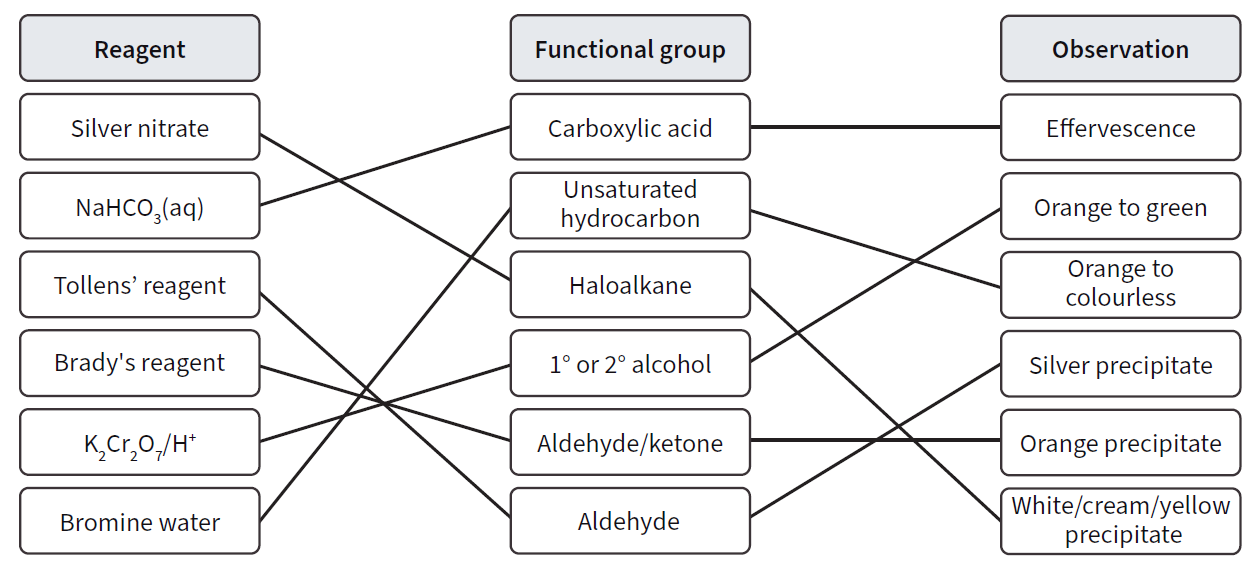 Reagent
Functional group
Observation
Silver nitrate
Carboxylic acid
Effervescence
NaHCO₃(aq)
Unsaturated
hydrocarbon
Orange to green
Tollens’ reagent
Haloalkane
Orange to
colourless
Brady's reagent
1° or 2° alcohol
Silver precipitate
K₂Cr₂O₇/H⁺
Aldehyde/ketone
Orange precipitate
Bromine water
Aldehyde
White/cream/yellow
precipitate